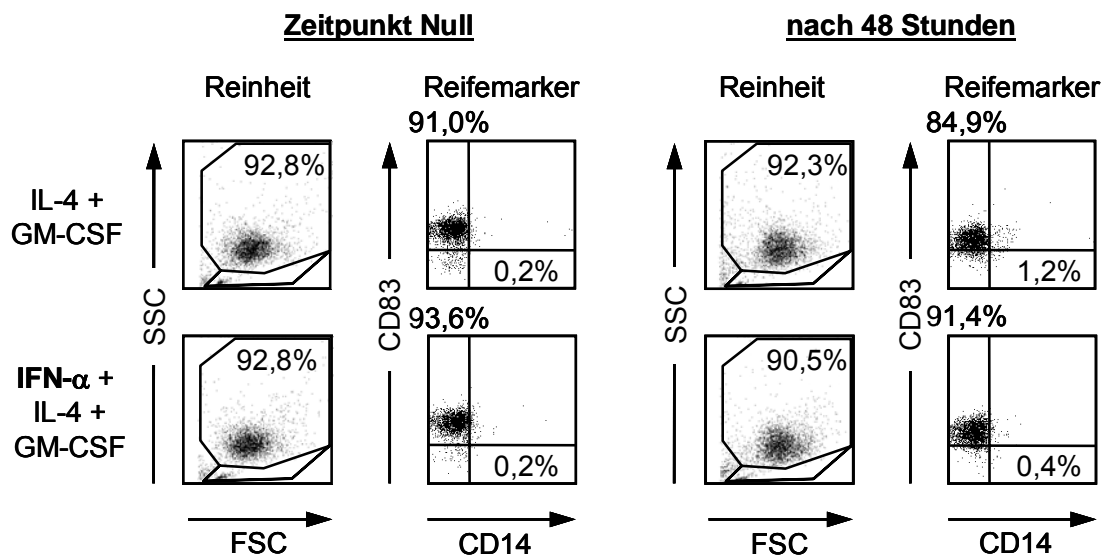 Zeitpunkt Null
nach 48 Stunden
Reinheit
Reifemarker
Reinheit
Reifemarker
91,0%
84,9%
IL-4 +
GM-CSF
SSC
92,8%
CD83
0,2%
SSC
92,3%
CD83
1,2%
93,6%
91,4%
IFN-α +
IL-4 +
GM-CSF
92,8%
0,2%
90,5%
0,4%
FSC
CD14
FSC
CD14